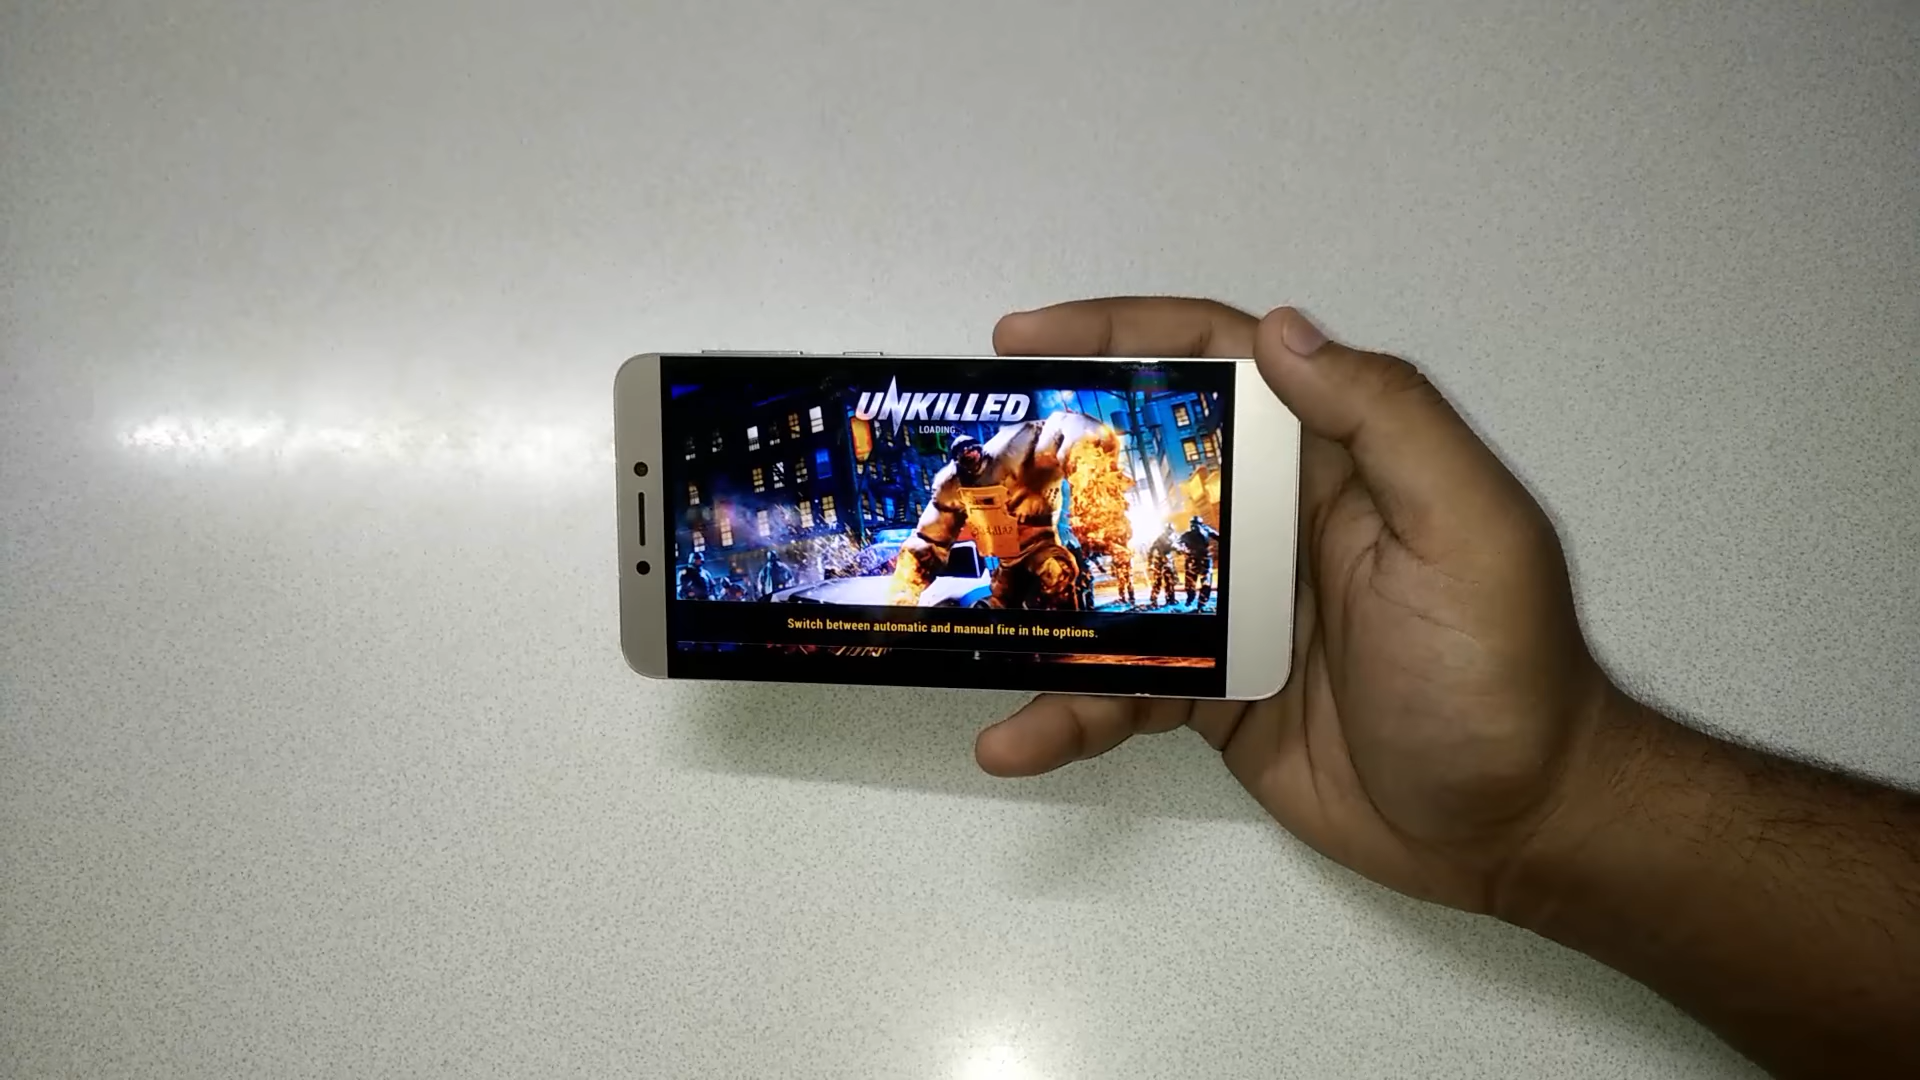 UNKILLED
LOADING
Switch between automatic and manual fire in the options.